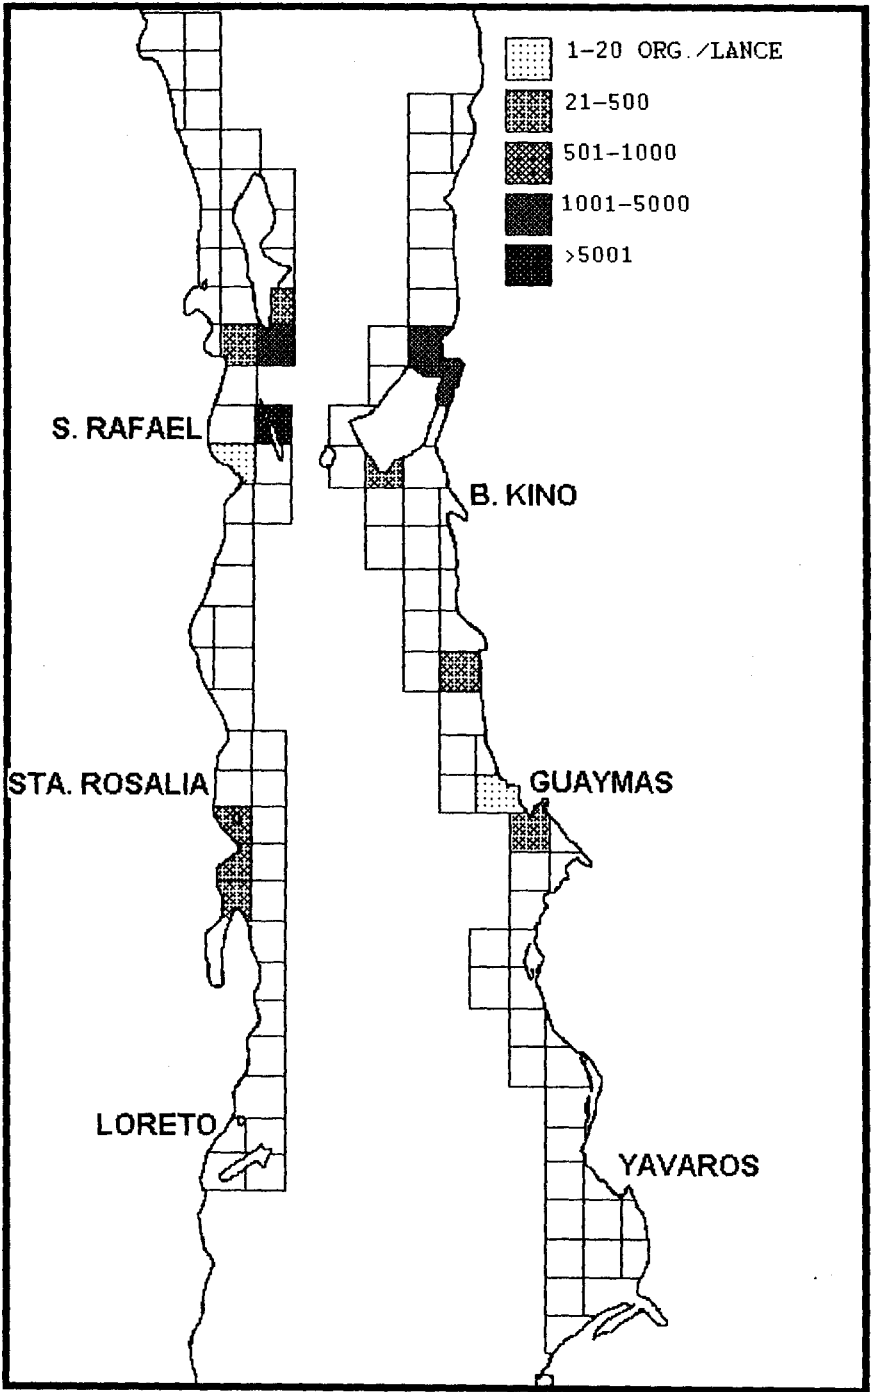 1-20 ORG./LANCE
21-500
501-1000
1001-5000
>5001
S. RAFAEL
B. KINO
STA. ROSALIA
GUAYMAS
LORETO
YAVAROS